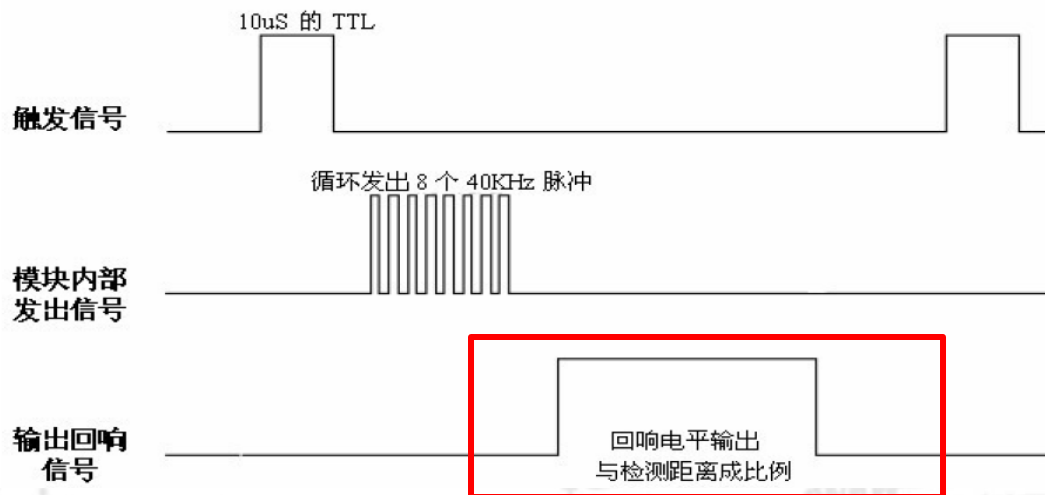 10uS 的 TTL
触发信号
循环发出 8 个 40KHz 脉冲
模块内部
发出信号
输出回响
信号
回响电平输出
与检测距离成比例